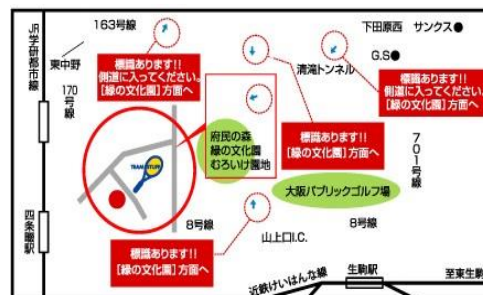 163号線
下田原西 サンクス●
G.S●
JR学研都市線
東中野
170号線
清滝トンネル
標識あります!!
側道に入ってください。
[緑の文化園]方面へ
標識あります!!
側道に入ってください。
[緑の文化園]方面へ
府民の森
緑の文化園
むろいけ園地
標識あります!!
[緑の文化園]方面へ
701号線
大阪パブリックゴルフ場
四条畷駅
8号線
8号線
山上口I.C.
標識あります!!
[緑の文化園]方面へ
近鉄けいはんな線
生駒駅
至東生駒